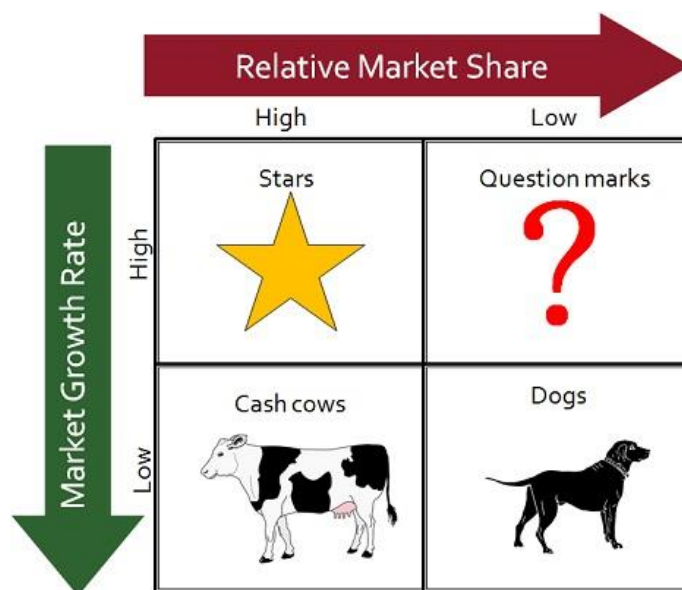 Relative Market Share
High
Low
Market Growth Rate
High
Stars
Question marks
?
Low
Cash cows
Dogs